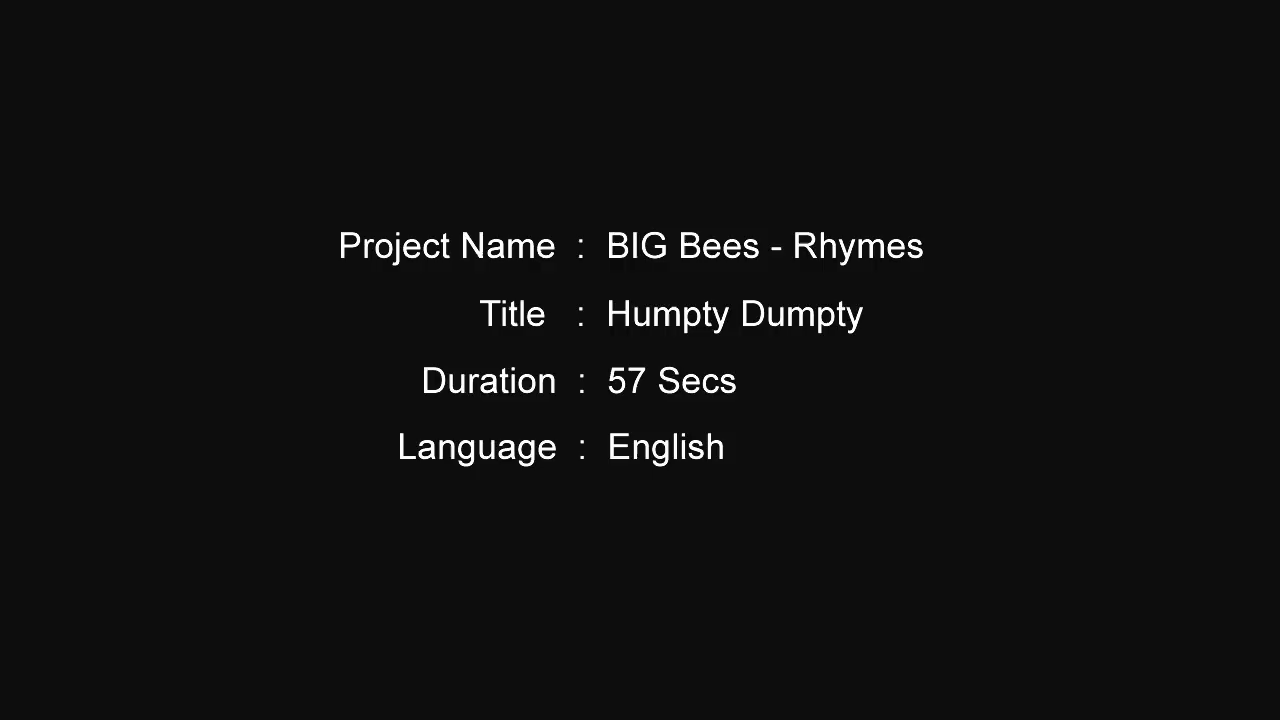 Project Name : BIG Bees - Rhymes
Title : Humpty Dumpty
Duration : 57 Secs
Language : English